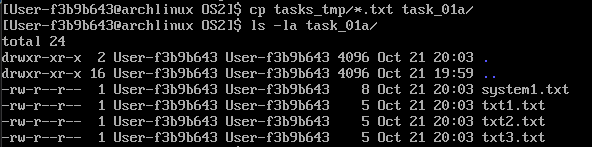 [User-f3b9b643@archlinux OS2]$ cp tasks_tmp/*.txt task_01a/
[User-f3b9b643@archlinux OS2]$ ls -la task_01a/
total 24
drwxr-xr-x  2 User-f3b9b643 User-f3b9b643 4096 Oct 21 20:03 .
drwxr-xr-x 16 User-f3b9b643 User-f3b9b643 4096 Oct 21 19:59 ..
-rw-r--r--  1 User-f3b9b643 User-f3b9b643    8 Oct 21 20:03 system1.txt
-rw-r--r--  1 User-f3b9b643 User-f3b9b643    5 Oct 21 20:03 txt1.txt
-rw-r--r--  1 User-f3b9b643 User-f3b9b643    5 Oct 21 20:03 txt2.txt
-rw-r--r--  1 User-f3b9b643 User-f3b9b643    5 Oct 21 20:03 txt3.txt